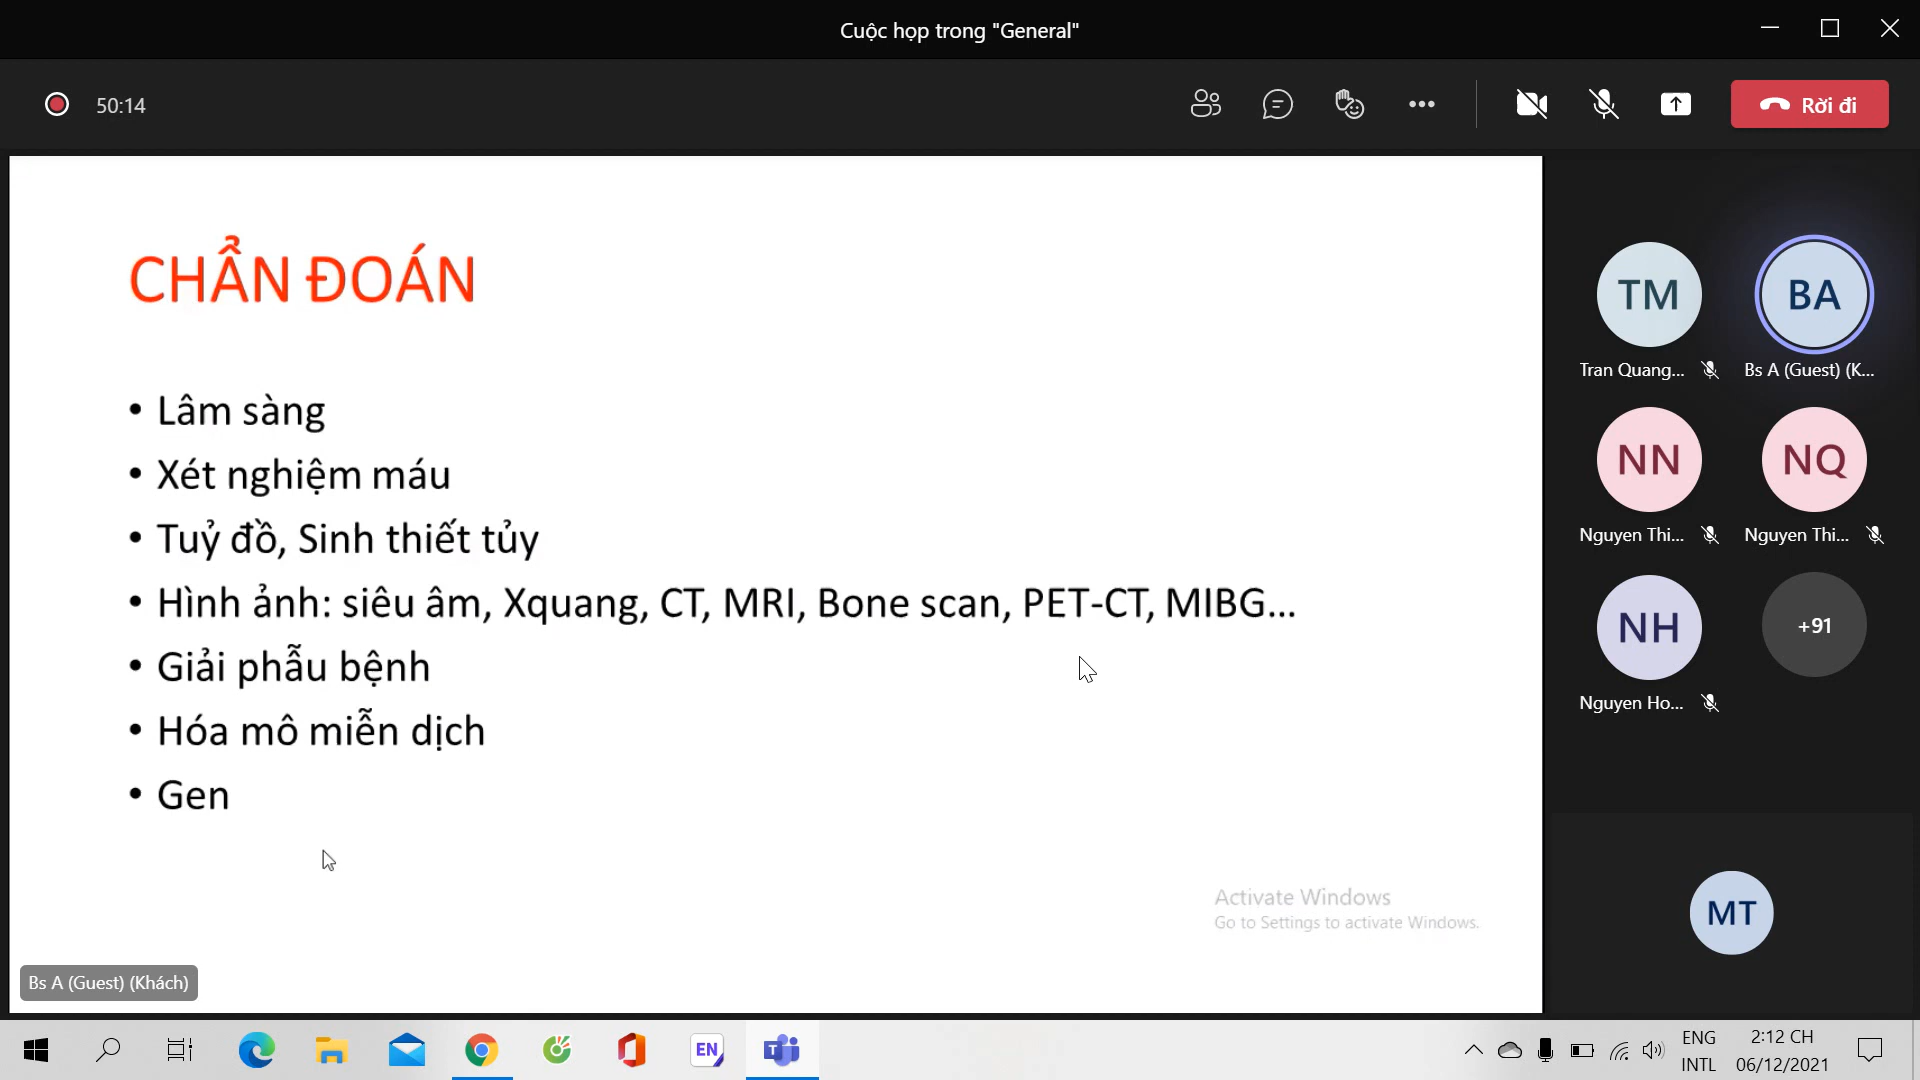 Cuộc họp trong "General"
50:14
Rời đi
CHẨN ĐOÁN
• Lâm sàng
• Xét nghiệm máu
• Tuỷ đồ, Sinh thiết tủy
• Hình ảnh: siêu âm, Xquang, CT, MRI, Bone scan, PET-CT, MIBG...
• Giải phẫu bệnh
• Hóa mô miễn dịch
• Gen
Activate Windows
Go to Settings to activate Windows.
Bs A (Guest) (Khách)
TM
BA
Tran Quang...
Bs A (Guest) (K...
NN
NQ
Nguyen Thi...
Nguyen Thi...
NH
+91
Nguyen Ho...
MT
EN
T
ENG
INTL
2:12 CH
06/12/2021